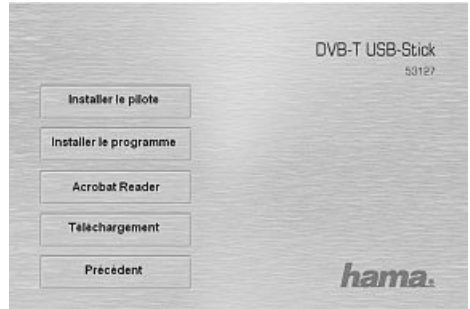 DVB-T USB-Stick
53127
Installer le pilote
Installer le programme
Acrobat Reader
Téléchargement
Précédent
hama®